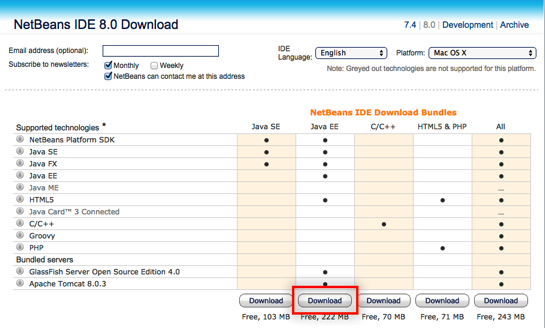 NetBeans IDE 8.0 Download
7.4 | 8.0 | Development | Archive
Email address (optional):
IDE Language: English Platform: Mac OS X
Subscribe to newsletters: Monthly Weekly
NetBeans can contact me at this address
Note: Greyed out technologies are not supported for this platform.
NetBeans IDE Download Bundles
Supported technologies * Java SE Java EE C/C++ HTML5 & PHP All
NetBeans Platform SDK • • •
Java SE • • •
Java FX • • •
Java EE • •
Java ME —
HTML5 • • •
Java Card™ 3 Connected —
C/C++ • •
Groovy •
PHP • •
Bundled servers
GlassFish Server Open Source Edition 4.0 • •
Apache Tomcat 8.0.3 • •
Download Download Download Download Download
Free, 103 MB Free, 222 MB Free, 70 MB Free, 71 MB Free, 243 MB